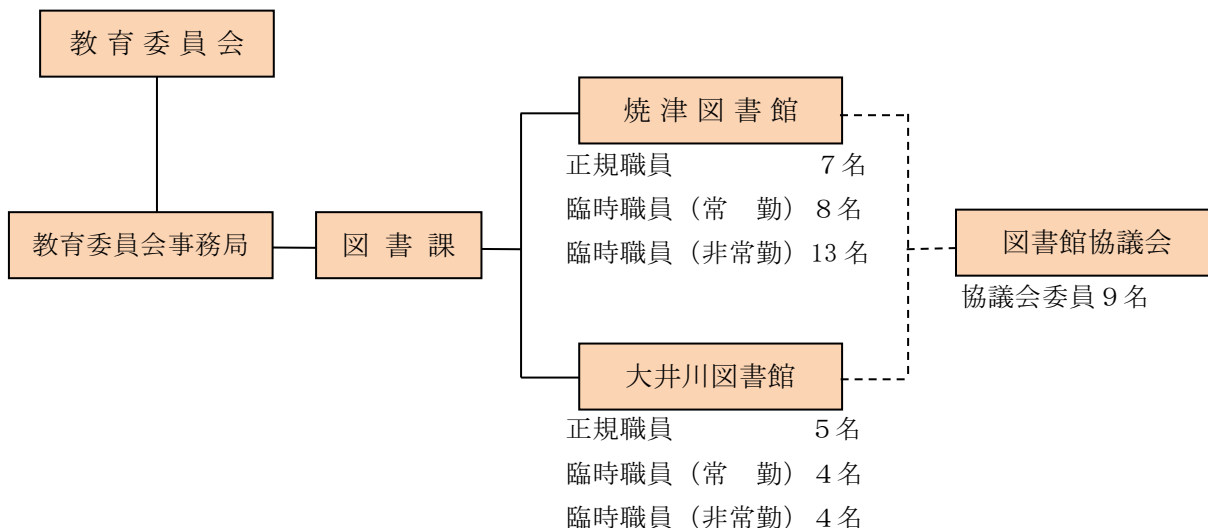 教育委員会
教育委員会事務局
図書課
焼津図書館
正規職員　　　　　　７名
臨時職員（常　勤）８名
臨時職員（非常勤）13名
大井川図書館
正規職員　　　　　　５名
臨時職員（常　勤）４名
臨時職員（非常勤）４名
図書館協議会
協議会委員９名